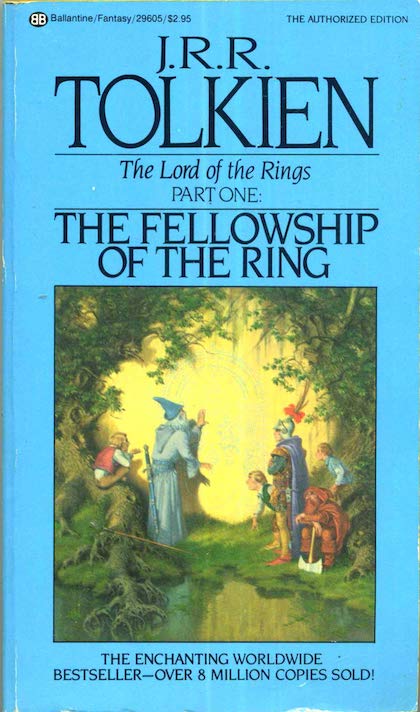 BB Ballantine/Fantasy/29605/$2.95
THE AUTHORIZED EDITION
J.R.R.
TOLKIEN
The Lord of the Rings
PART ONE:
THE FELLOWSHIP
OF THE RING
THE ENCHANTING WORLDWIDE
BESTSELLER—OVER 8 MILLION COPIES SOLD!